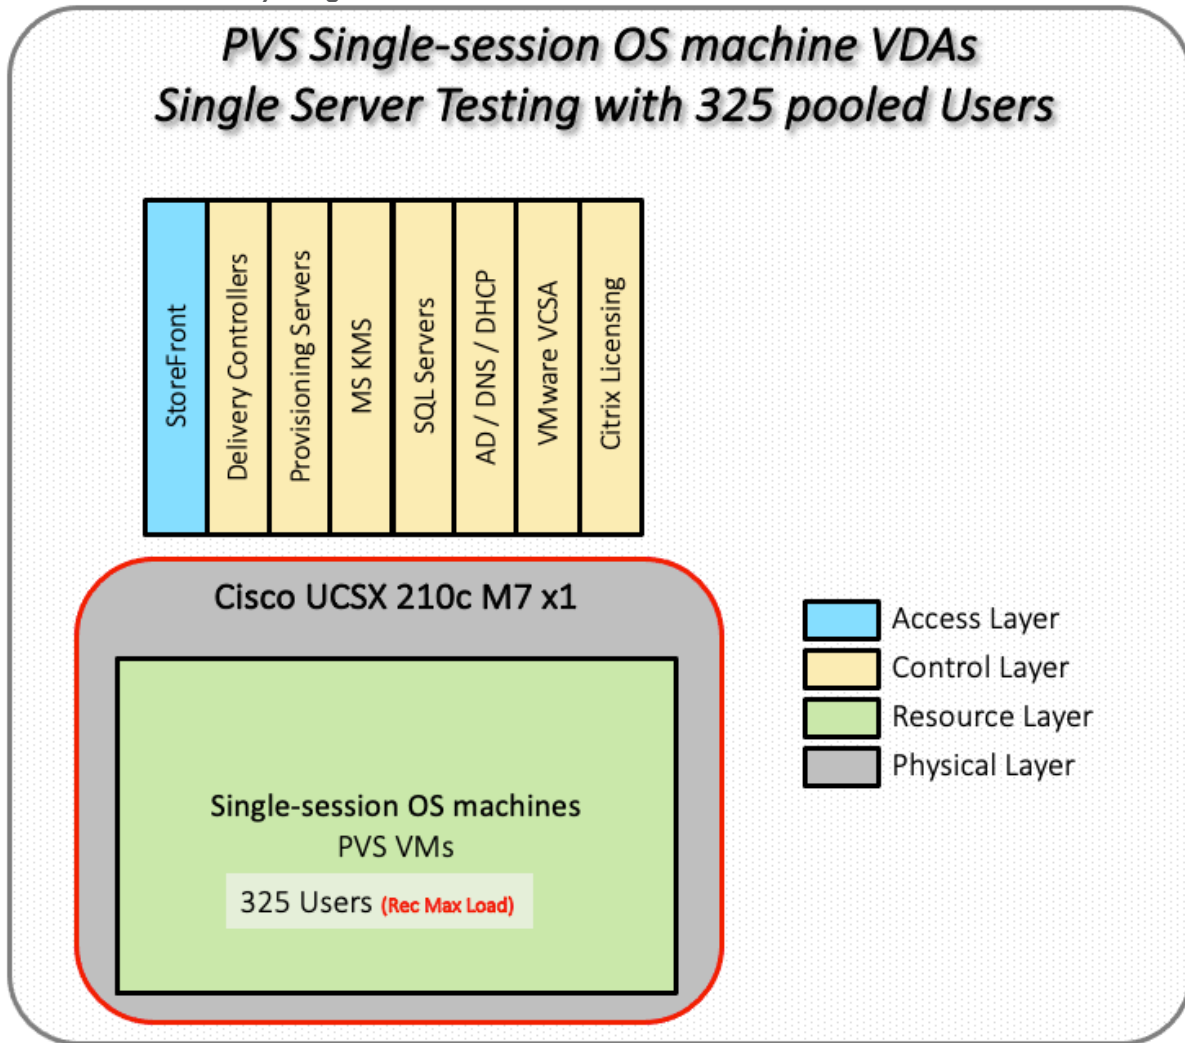 PVS Single-session OS machine VDAs
Single Server Testing with 325 pooled Users
StoreFront
Delivery Controllers
Provisioning Servers
MS KMS
SQL Servers
AD / DNS / DHCP
VMware VCSA
Citrix Licensing
Cisco UCSX 210c M7 x1
Single-session OS machines
PVS VMs
325 Users (Rec Max Load)
Access Layer
Control Layer
Resource Layer
Physical Layer